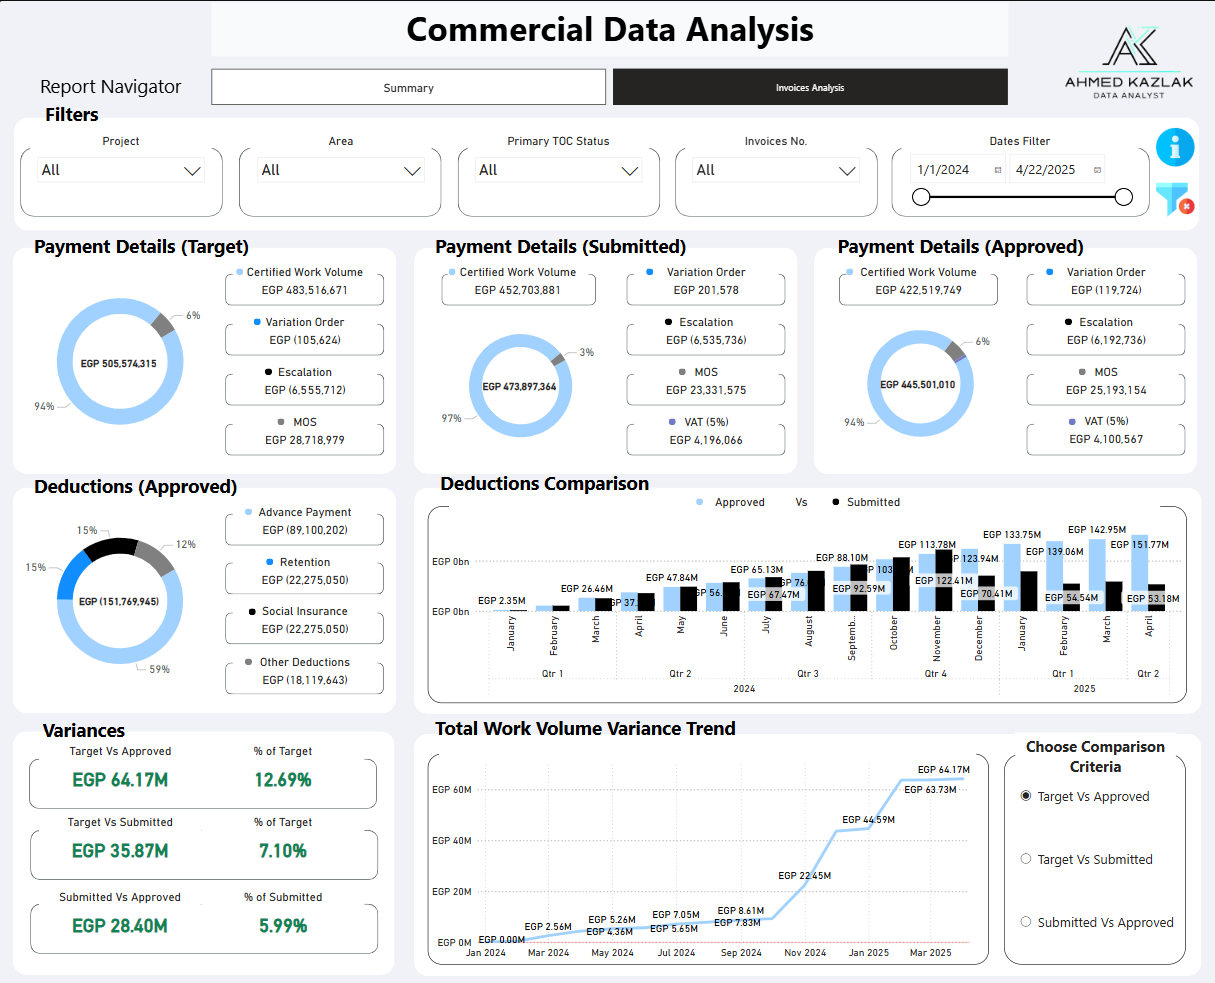 Commercial Data Analysis
AHMED KAZLAK
DATA ANALYST
Report Navigator
Summary
Invoices Analysis
Filters
Project
Area
Primary TOC Status
Invoices No.
Dates Filter
All
All
All
All
1/1/2024
4/22/2025
Payment Details (Target)
Certified Work Volume
EGP 483,516,671
Variation Order
EGP (105,624)
Escalation
EGP (6,555,712)
MOS
EGP 28,718,979
6%
EGP 505,574,315
94%
Payment Details (Submitted)
Certified Work Volume
EGP 452,703,881
Variation Order
EGP 201,578
Escalation
EGP (6,535,736)
MOS
EGP 23,331,575
VAT (5%)
EGP 4,196,066
3%
EGP 473,897,364
97%
Payment Details (Approved)
Certified Work Volume
EGP 422,519,749
Variation Order
EGP (119,724)
Escalation
EGP (6,192,736)
MOS
EGP 25,193,154
VAT (5%)
EGP 4,100,567
6%
EGP 445,501,010
94%
Deductions (Approved)
Advance Payment
EGP (89,100,202)
Retention
EGP (22,275,050)
Social Insurance
EGP (22,275,050)
Other Deductions
EGP (18,119,643)
15%
12%
15%
EGP (151,769,945)
59%
Deductions Comparison
Approved Vs Submitted
EGP 0bn
EGP 0bn
EGP 2.35M
EGP 26.46M
EGP 37.
EGP 47.84M
EGP 56.
EGP 65.13M
EGP 67.47M
EGP 76.
EGP 88.10M
EGP 92.59M
EGP 103.
EGP 113.78M
EGP 122.41M
EGP 123.94M
EGP 70.41M
EGP 133.75M
EGP 139.06M
EGP 54.54M
EGP 142.95M
EGP 151.77M
EGP 53.18M
January
February
March
April
May
June
July
August
Septemb...
October
November
December
January
February
March
April
Qtr 1
Qtr 2
Qtr 3
Qtr 4
Qtr 1
Qtr 2
2024
2025
Variances
Target Vs Approved
% of Target
EGP 64.17M
12.69%
Target Vs Submitted
% of Target
EGP 35.87M
7.10%
Submitted Vs Approved
% of Submitted
EGP 28.40M
5.99%
Total Work Volume Variance Trend
EGP 60M
EGP 40M
EGP 20M
EGP 0M
EGP 0.00M
EGP 2.56M
EGP 5.26M
EGP 4.36M
EGP 7.05M
EGP 5.65M
EGP 8.61M
EGP 7.83M
EGP 22.45M
EGP 44.59M
EGP 64.17M
EGP 63.73M
Jan 2024
Mar 2024
May 2024
Jul 2024
Sep 2024
Nov 2024
Jan 2025
Mar 2025
Choose Comparison
Criteria
Target Vs Approved
Target Vs Submitted
Submitted Vs Approved